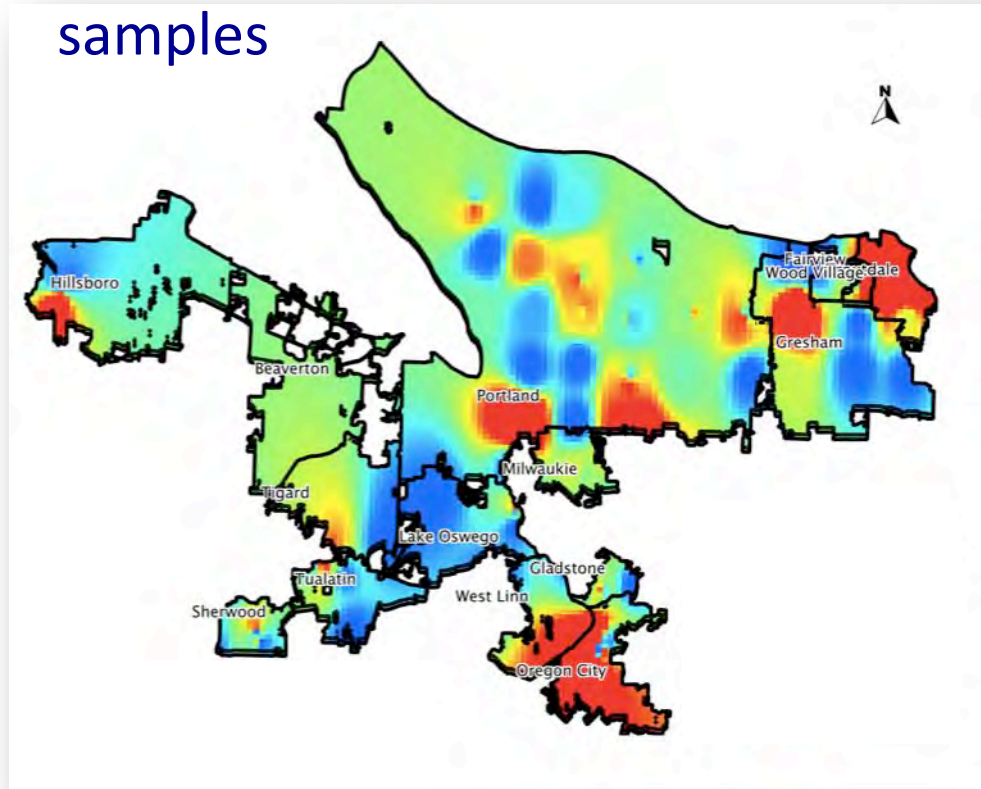 samples
N
Fairview
Wood Village
dale
Hillsboro
Gresham
Beaverton
Portland
Milwaukie
Tigard
Lake Oswego
Gladstone
Tualatin
West Linn
Sherwood
Oregon City